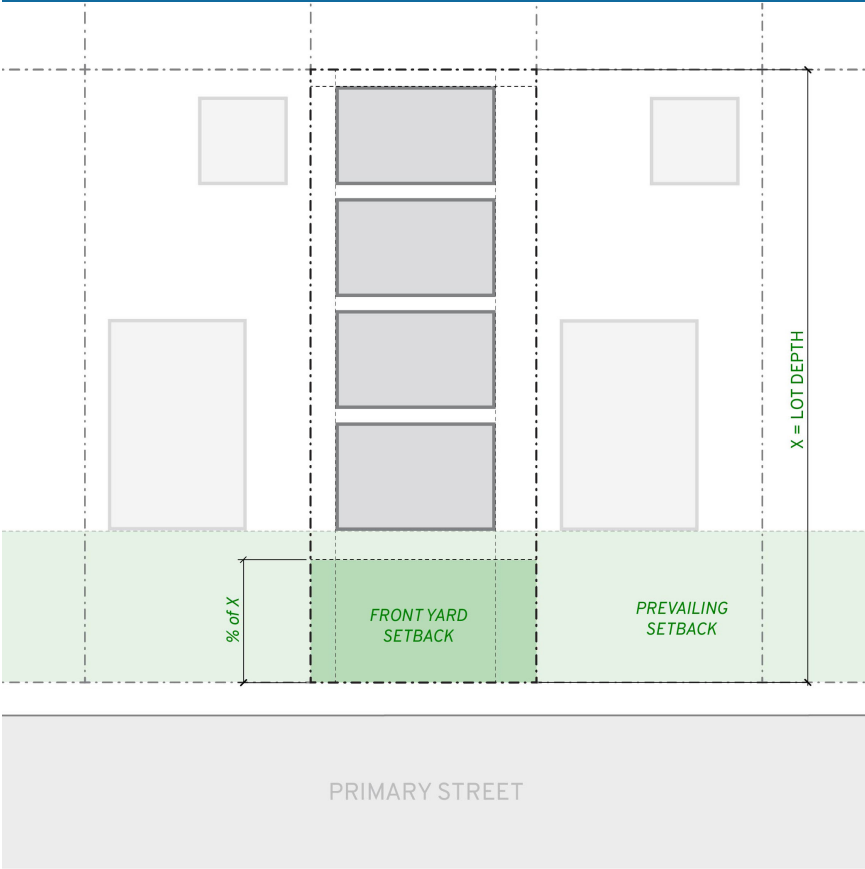 X = LOT DEPTH
% of X
FRONT YARD
SETBACK
PREVAILING
SETBACK
PRIMARY STREET